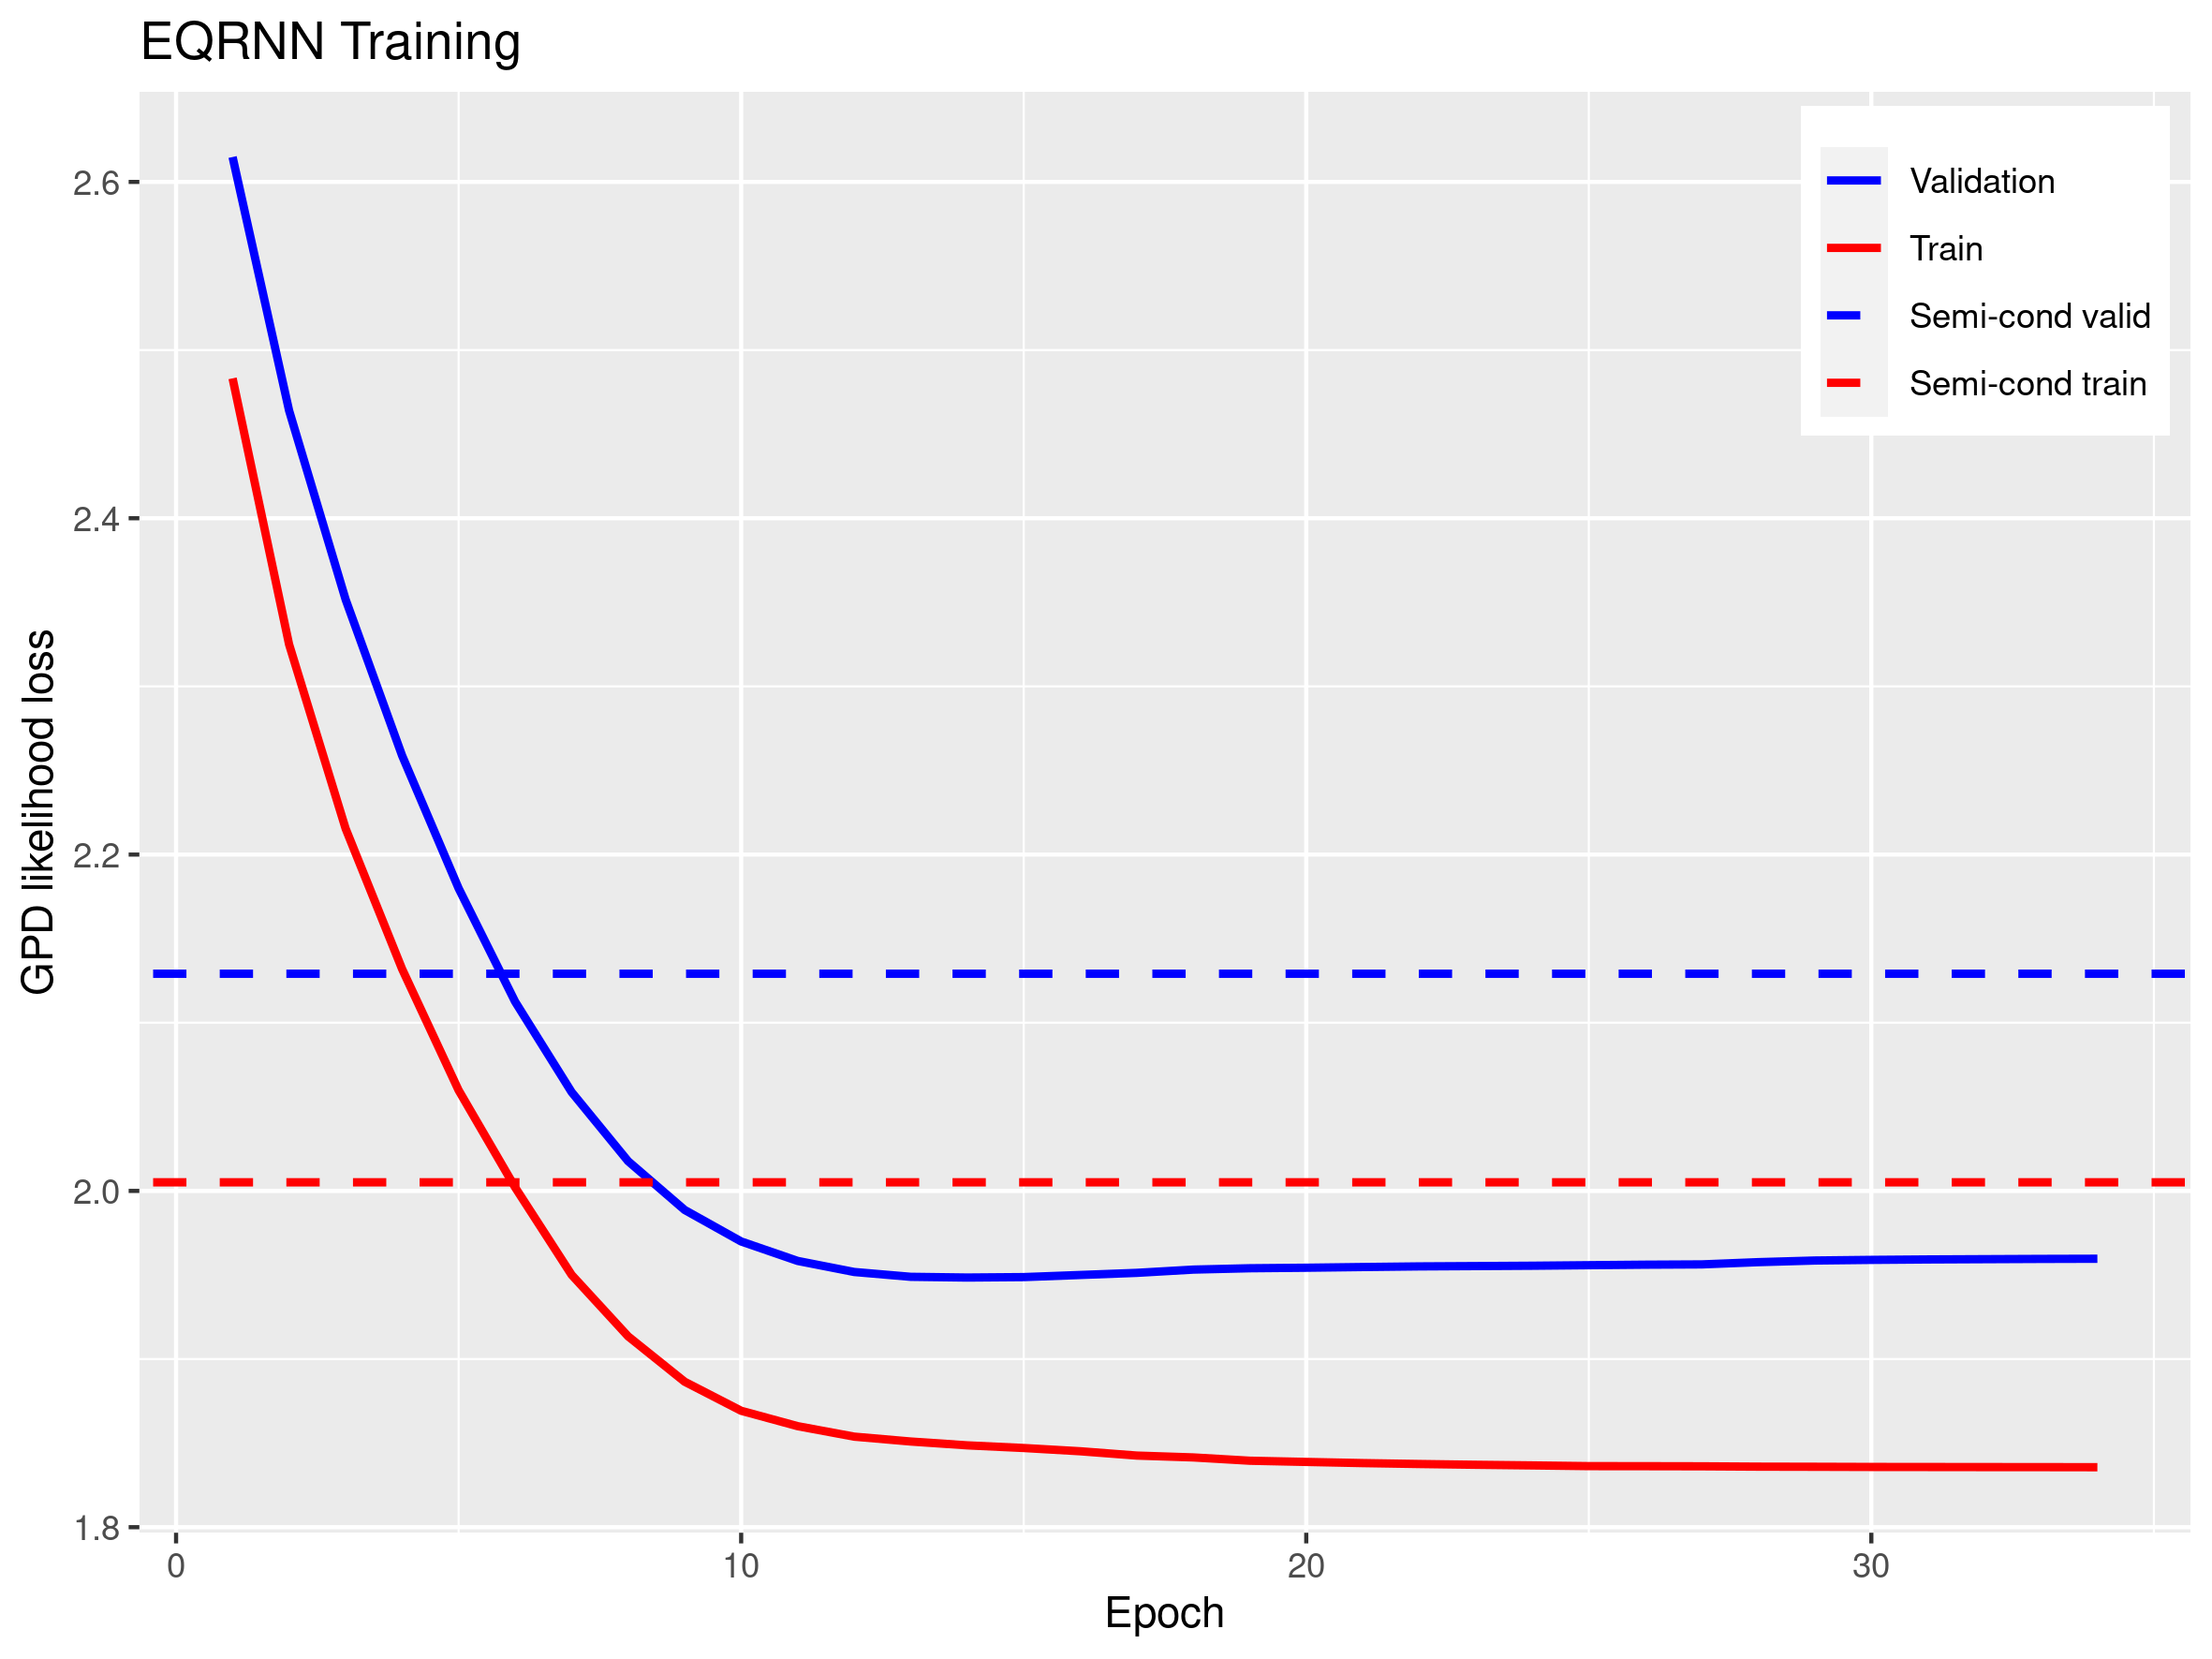 EQRNN Training
Validation
Train
Semi-cond valid
Semi-cond train
GPD likelihood loss
2.6
2.4
2.2
2.0
1.8
0 10 20 30
Epoch